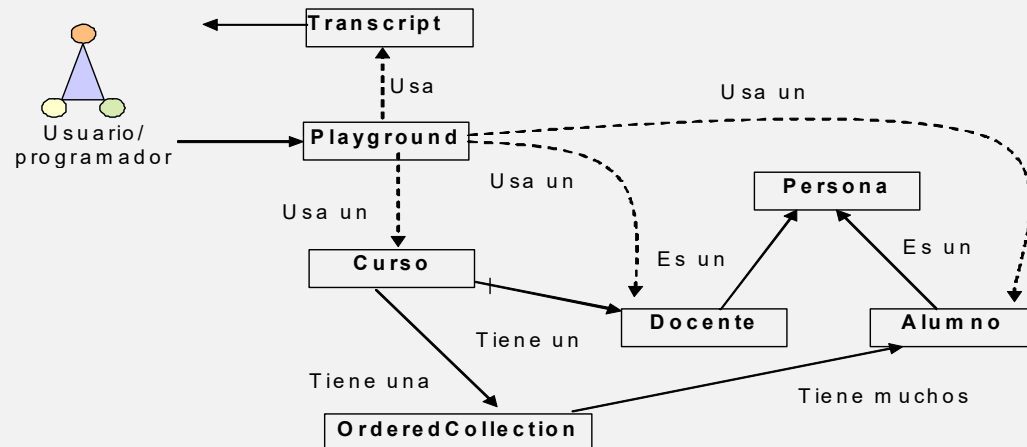 Transcript
Usa
Usa un
Usuario/
programador
Playground
Usa un
Persona
Usa un
Es un
Es un
Curso
Docente
Alumno
Tiene un
Tiene una
Tiene muchos
OrderedCollection